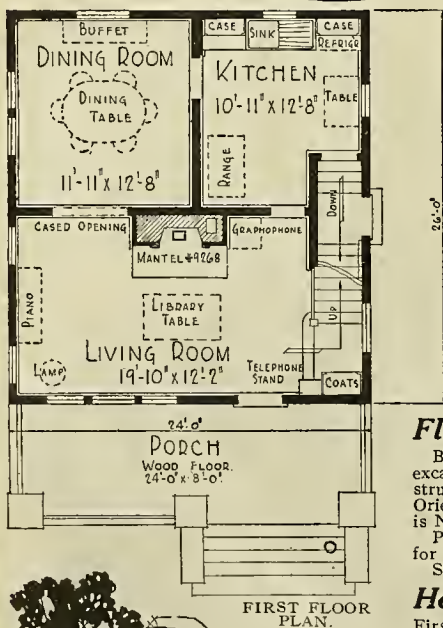 BUFFET
DINING ROOM
DINING
TABLE
11'-11" X 12'-8"
CASE
SINK
CASE
REFRIG
KITCHEN
10'-11" X 12'-8"
TABLE
RANGE
DOWN
CASED OPENING
MANTEL #9268
GRAPHOPHONE
PIANO
LIBRARY
TABLE
LIVING ROOM
19'-10" X 12'-2"
LAMP
TELEPHONE
STAND
UP
COATS
26'-0"
24'-0"
PORCH
WOOD FLOOR.
24'-0" X 8'-0"
FIRST FLOOR
PLAN.
Fl
B
exca
stru
Orie
is N
P
for
S
He
First